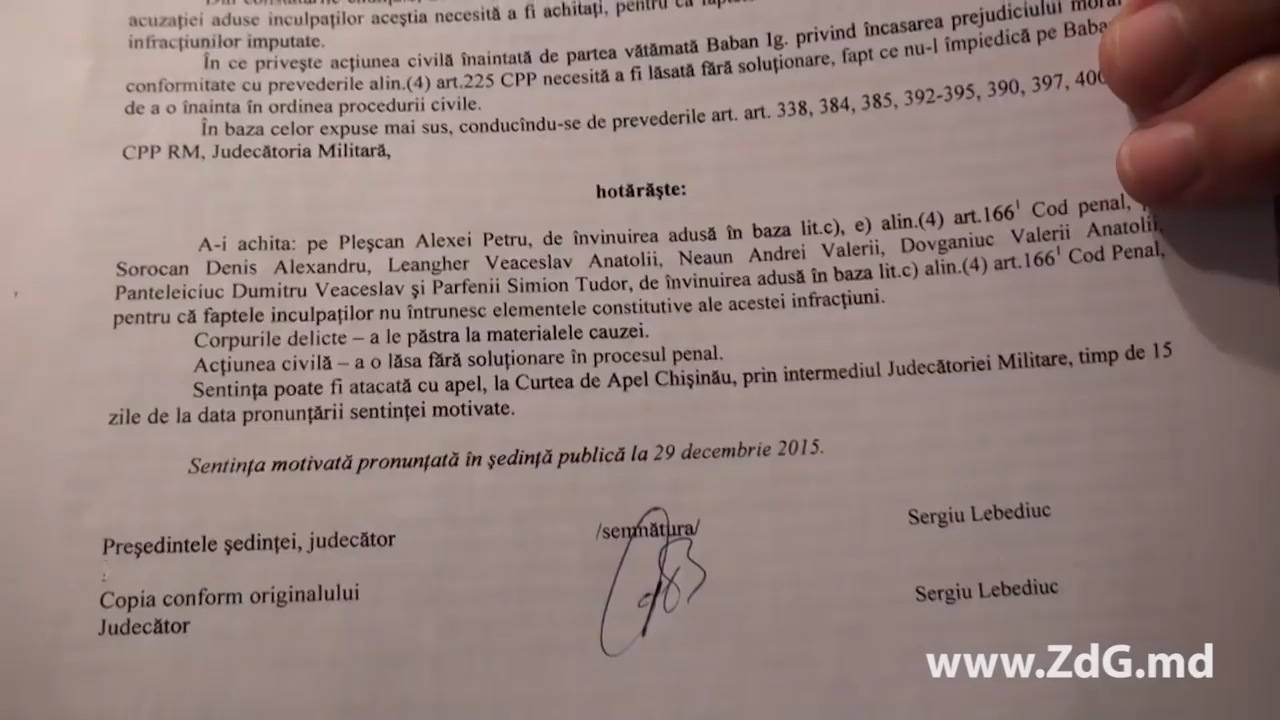 acuzației aduse inculpaților aceștia necesită a fi achitați, pentru că
infracțiunilor imputate.
În ce privește acțiunea civilă înaintată de partea vătămată Baban Ig. privind încasarea prejudiciului
conformitate cu prevederile alin.(4) art.225 CPP necesită a fi lăsată fără soluționare, fapt ce nu-l împiedică pe
de a o înainta în ordinea procedurii civile.
În baza celor expuse mai sus, conducîndu-se de prevederile art. art. 338, 384, 385, 392-395, 390, 397, 400
CPP RM, Judecătoria Militară,
hotărăște:
A-i achita: pe Pleșcan Alexei Petru, de învinuirea adusă în baza lit.c), e) alin.(4) art.166¹ Cod penal,
Sorocan Denis Alexandru, Leangher Veaceslav Anatolii, Neaun Andrei Valerii, Dovganiuc Valerii Anatolii,
Panteleiciuc Dumitru Veaceslav și Parfenii Simion Tudor, de învinuirea adusă în baza lit.c) alin.(4) art.166¹ Cod Penal,
pentru că faptele inculpaților nu întrunesc elementele constitutive ale acestei infracțiuni.
Corpurile delicte – a le păstra la materialele cauzei.
Acțiunea civilă – a o lăsa fără soluționare în procesul penal.
Sentința poate fi atacată cu apel, la Curtea de Apel Chișinău, prin intermediul Judecătoriei Militare, timp de 15
zile de la data pronunțării sentinței motivate.
Sentința motivată pronunțată în ședință publică la 29 decembrie 2015.
Președintele ședinței, judecător /semnătura/ Sergiu Lebediuc
Copia conform originalului Sergiu Lebediuc
Judecător
www.ZdG.md